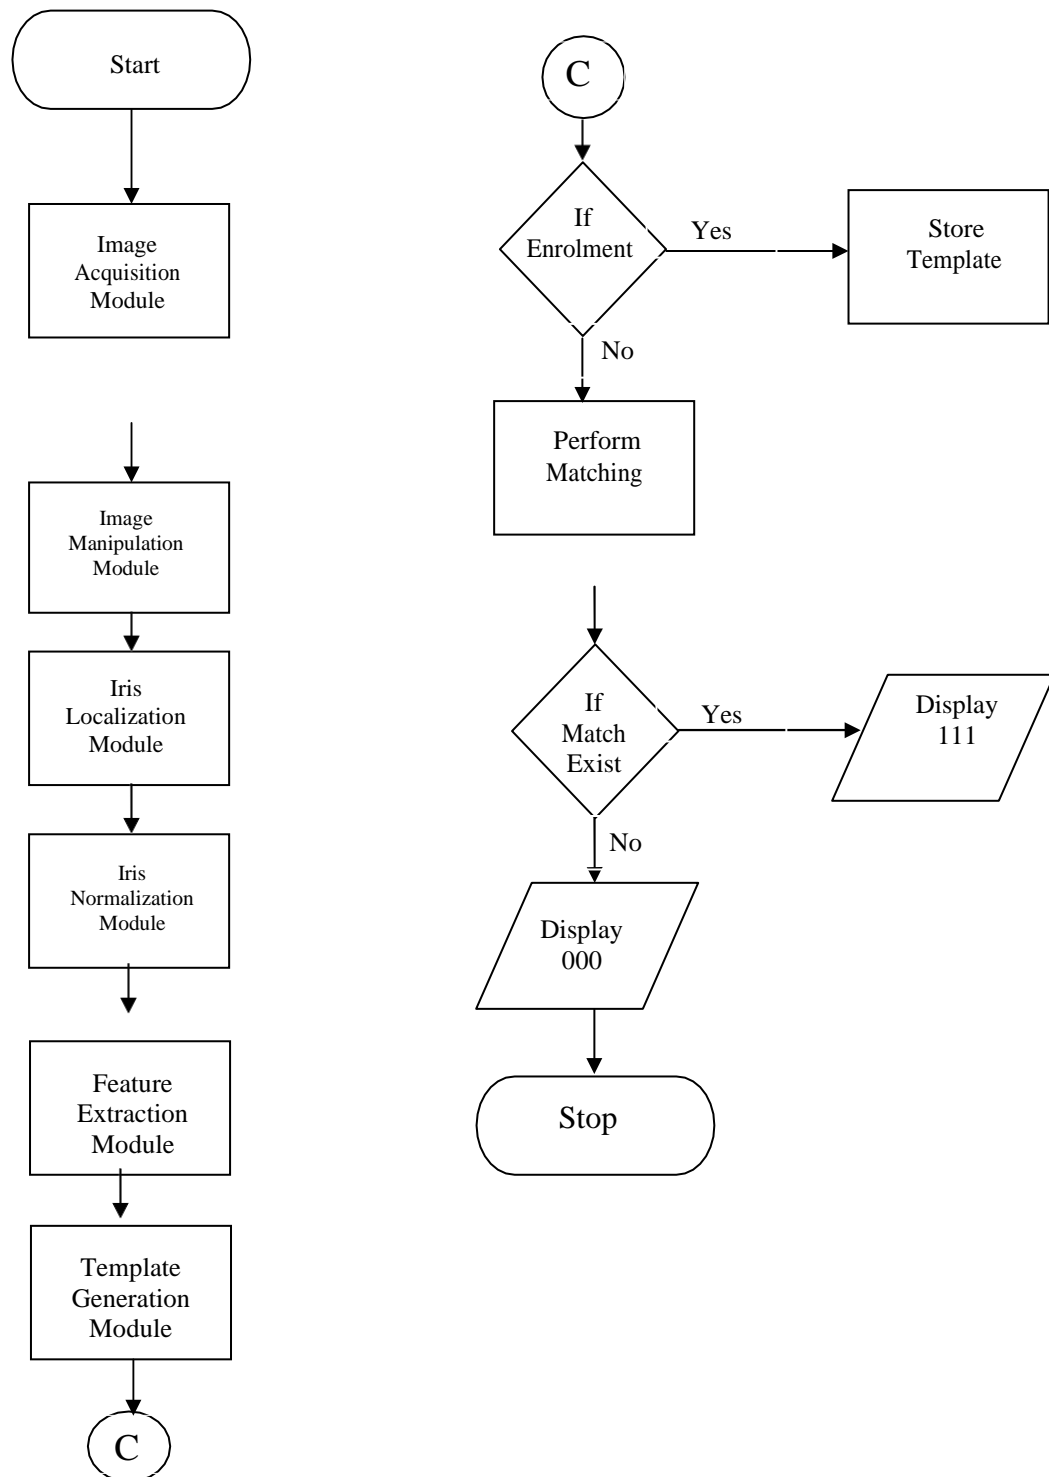 Start
Image
Acquisition
Module
Image
Manipulation
Module
Iris
Localization
Module
Iris
Normalization
Module
Feature
Extraction
Module
Template
Generation
Module
C
C
If
Enrolment
Yes
Store
Template
No
Perform
Matching
If
Match
Exist
Yes
Display
111
No
Display
000
Stop